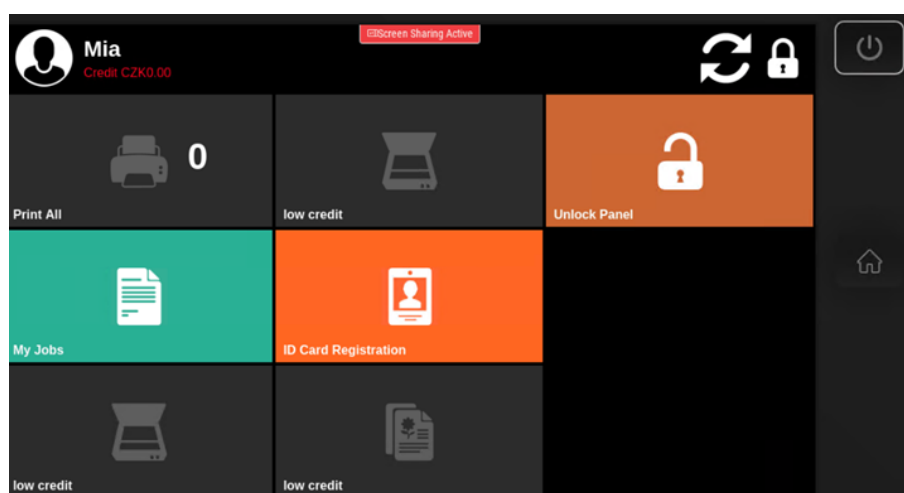 Mia
Screen Sharing Active
Credit CZK0.00
0
Print All
low credit
Unlock Panel
My Jobs
ID Card Registration
low credit
low credit